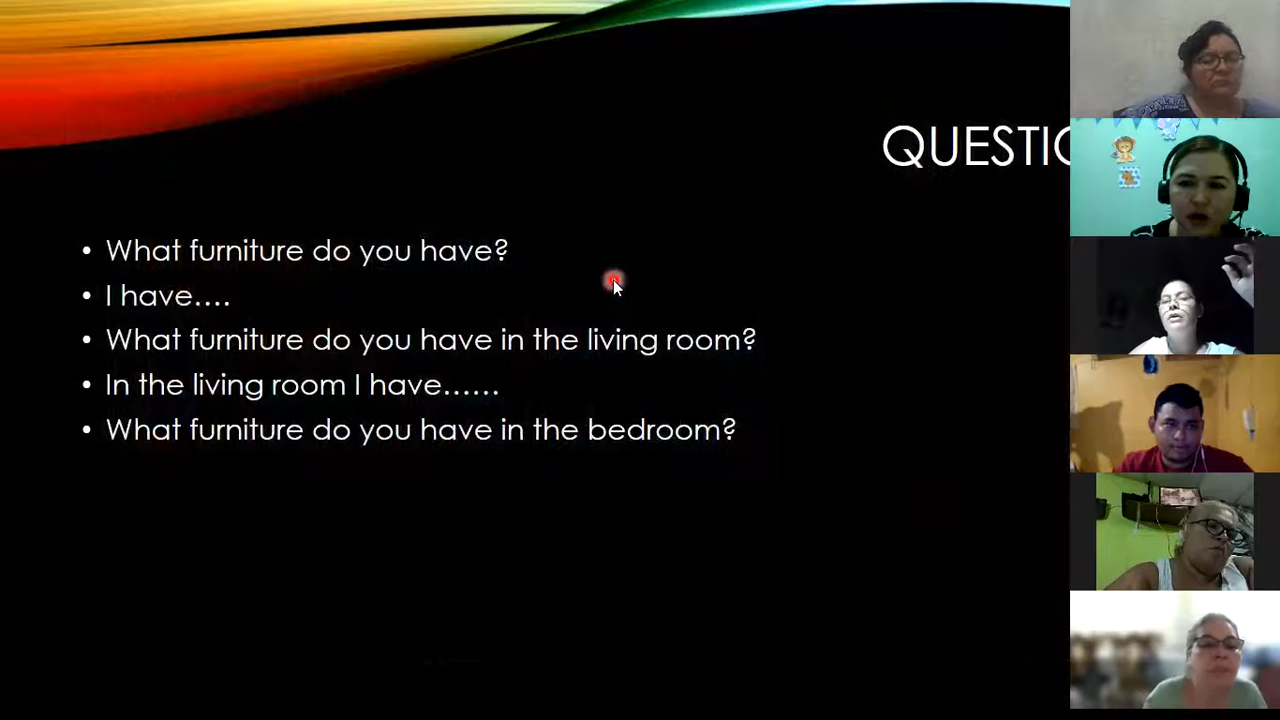 QUESTIO
What furniture do you have?
I have....
What furniture do you have in the living room?
In the living room I have......
What furniture do you have in the bedroom?